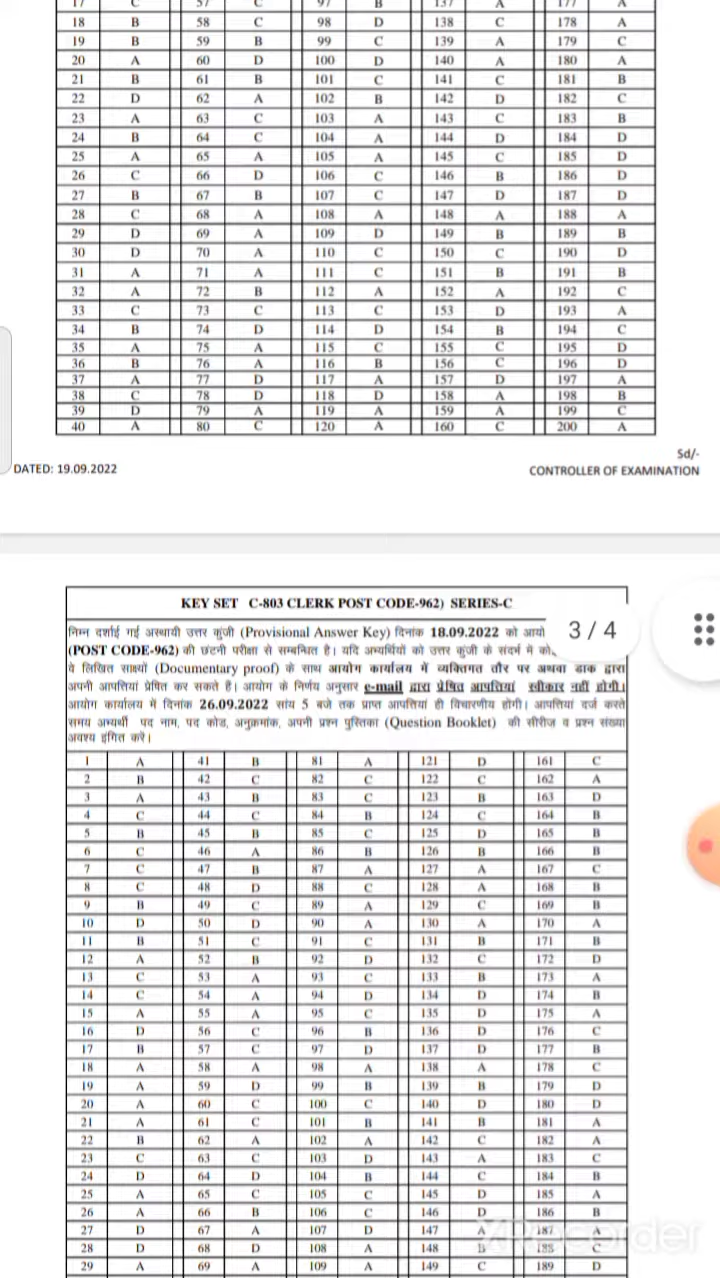 18 B 58 C 98 D 138 C 178 A
19 B 59 B 99 C 139 A 179 C
20 A 60 D 100 D 140 A 180 A
21 B 61 B 101 C 141 C 181 B
22 D 62 A 102 B 142 D 182 C
23 A 63 C 103 A 143 C 183 B
24 B 64 C 104 A 144 D 184 D
25 A 65 A 105 A 145 C 185 D
26 C 66 D 106 C 146 B 186 D
27 B 67 B 107 C 147 D 187 D
28 C 68 A 108 A 148 A 188 A
29 D 69 A 109 D 149 B 189 B
30 D 70 A 110 C 150 C 190 D
31 A 71 A 111 C 151 B 191 B
32 A 72 B 112 A 152 A 192 C
33 C 73 C 113 C 153 D 193 A
34 B 74 D 114 D 154 B 194 C
35 A 75 A 115 C 155 C 195 D
36 B 76 A 116 B 156 C 196 D
37 A 77 D 117 A 157 D 197 A
38 C 78 D 118 D 158 A 198 B
39 D 79 A 119 A 159 A 199 C
40 A 80 C 120 A 160 C 200 A
Sd/-
DATED: 19.09.2022 CONTROLLER OF EXAMINATION
KEY SET C-803 CLERK POST CODE-962) SERIES-C
निम्न दर्शाई गई अस्थायी उत्तर कुंजी (Provisional Answer Key) दिनांक 18.09.2022 को आयो 3 / 4
(POST CODE-962) की छंटनी परीक्षा से सम्बन्धित है। यदि अभ्यर्थियों को उत्तर कुंजी के संदर्भ में
वे लिखित साक्ष्यों (Documentary proof) के साथ आयोग कार्यालय में व्यक्तिगत तौर पर अथवा डाक द्वारा
अपनी आपत्तियां प्रेषित कर सकते है। आयोग के निर्णय अनुसार e-mail द्वारा प्रेषित आपत्तियां स्वीकार नहीं होगी।
आयोग कार्यालय में दिनांक 26.09.2022 सांय 5 बजे तक प्राप्त आपत्तियां ही विचारणीय होगी। आपत्तियां दर्ज करते
समय अभ्यर्थी पद नाम, पद कोड, अनुक्रमांक, अपनी प्रश्न पुस्तिका (Question Booklet) की सीरीज व प्रश्न संख्या
अवश्य इंगित करें।
1 A 41 B 81 A 121 D 161 C
2 B 42 C 82 C 122 C 162 A
3 A 43 B 83 C 123 B 163 D
4 C 44 C 84 B 124 C 164 B
5 B 45 B 85 C 125 D 165 B
6 C 46 A 86 B 126 B 166 B
7 C 47 B 87 A 127 A 167 C
8 C 48 D 88 C 128 A 168 B
9 B 49 C 89 A 129 C 169 B
10 D 50 D 90 A 130 A 170 A
11 B 51 C 91 C 131 B 171 B
12 A 52 B 92 D 132 C 172 D
13 C 53 A 93 C 133 B 173 A
14 C 54 A 94 D 134 D 174 B
15 A 55 A 95 C 135 D 175 A
16 D 56 C 96 B 136 D 176 C
17 B 57 C 97 D 137 D 177 B
18 A 58 A 98 A 138 A 178 C
19 A 59 D 99 B 139 B 179 D
20 A 60 C 100 C 140 D 180 D
21 A 61 C 101 B 141 B 181 A
22 B 62 A 102 A 142 C 182 A
23 C 63 C 103 D 143 A 183 C
24 D 64 D 104 B 144 C 184 B
25 A 65 C 105 C 145 D 185 A
26 A 66 B 106 C 146 D 186 B
27 D 67 A 107 D 147 A 187 C
28 D 68 D 108 A 148 B 188 C
29 A 69 A 109 A 149 C 189 D
XRecorder